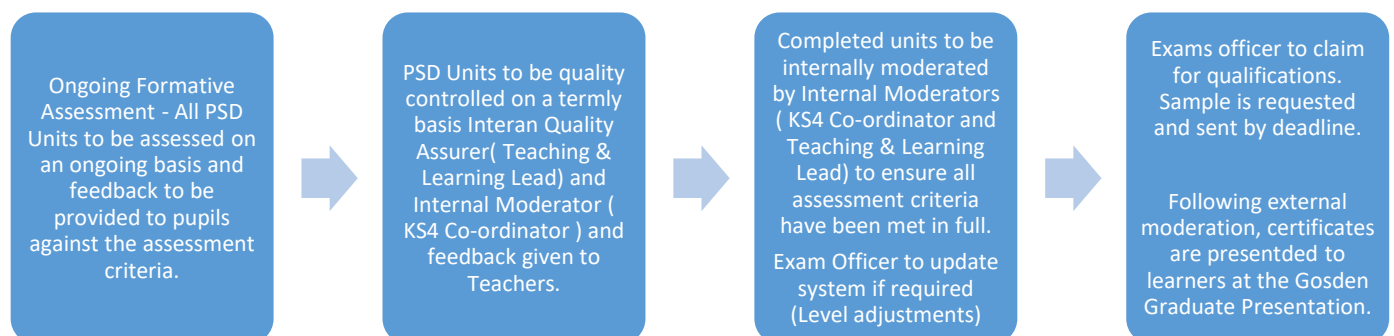 Ongoing Formative
Assessment - All PSD
Units to be assessed on
an ongoing basis and
feedback to be
provided to pupils
against the assessment
criteria.
PSD Units to be quality
controlled on a termly
basis Interan Quality
Assurer( Teaching &
Learning Lead) and
Internal Moderator (
KS4 Co-ordinator ) and
feedback given to
Teachers.
Completed units to be
internally moderated
by Internal Moderators
( KS4 Co-ordinator and
Teaching & Learning
Lead) to ensure all
assessment criteria
have been met in full.
Exam Officer to update
system if required
(Level adjustments)
Exams officer to claim
for qualifications.
Sample is requested
and sent by deadline.
Following external
moderation, certificates
are presentded to
learners at the Gosden
Graduate Presentation.